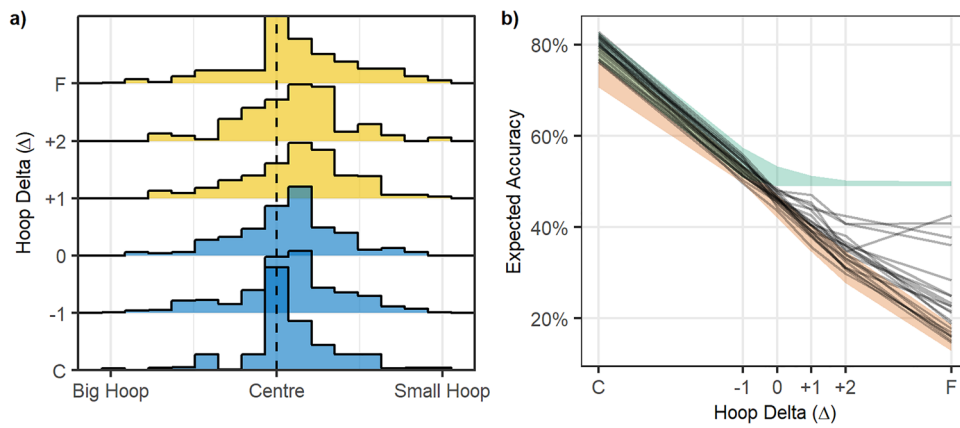 a)
Hoop Delta (Δ)
F
+2
+1
0
-1
C
Big Hoop Centre Small Hoop
b)
Expected Accuracy
80%
60%
40%
20%
C -1 0 +1 +2 F
Hoop Delta (Δ)